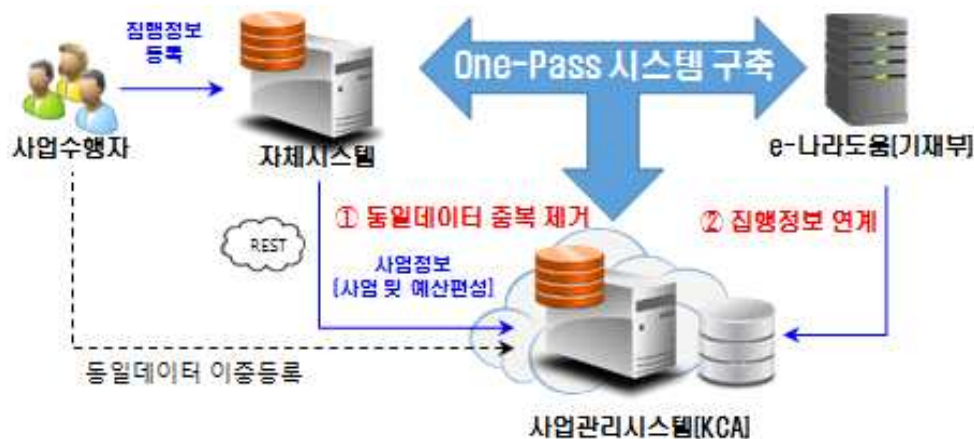 집행정보
등록
One-Pass 시스템 구축
사업수행자
자체시스템
e-나라도움[기재부]
① 동일데이터 중복 제거
② 집행정보 연계
REST
사업정보
[사업 및 예산편성]
동일데이터 이중등록
사업관리시스템[KCA]